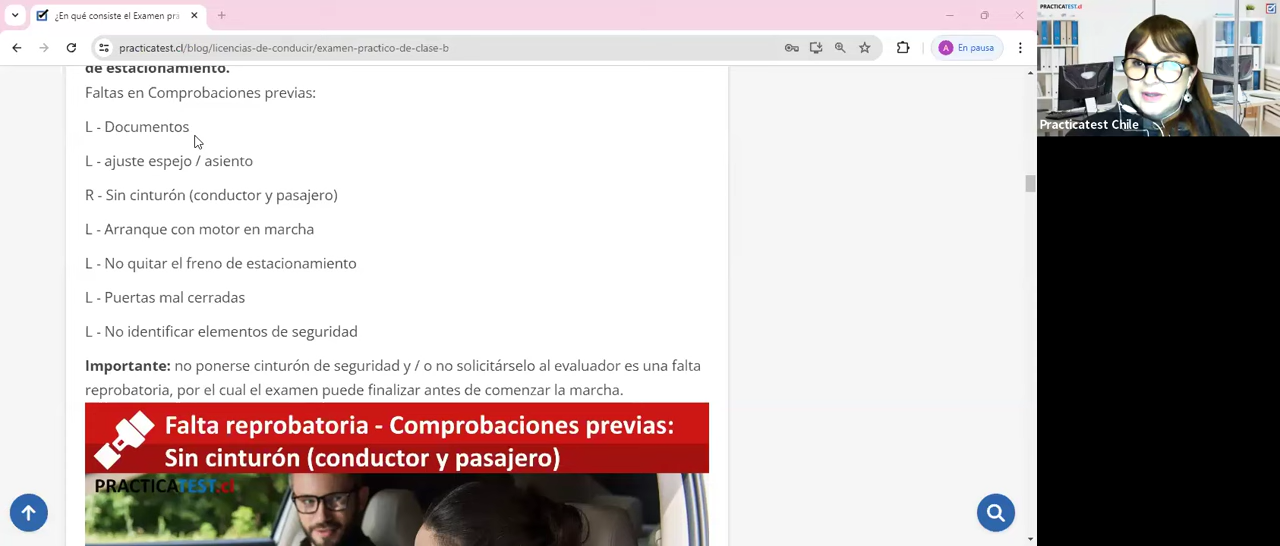 ¿En qué consiste el Examen pra
practicatest.cl/blog/licencias-de-conducir/examen-practico-de-clase-b
A
En pausa
PRACTICATEST.cl
Practicatest Chile
de estacionamiento.
Faltas en Comprobaciones previas:
L - Documentos
L - ajuste espejo / asiento
R - Sin cinturón (conductor y pasajero)
L - Arranque con motor en marcha
L - No quitar el freno de estacionamiento
L - Puertas mal cerradas
L - No identificar elementos de seguridad
Importante: no ponerse cinturón de seguridad y / o no solicitárselo al evaluador es una falta
reprobatoria, por el cual el examen puede finalizar antes de comenzar la marcha.
Falta reprobatoria - Comprobaciones previas:
Sin cinturón (conductor y pasajero)
PRACTICATEST.cl